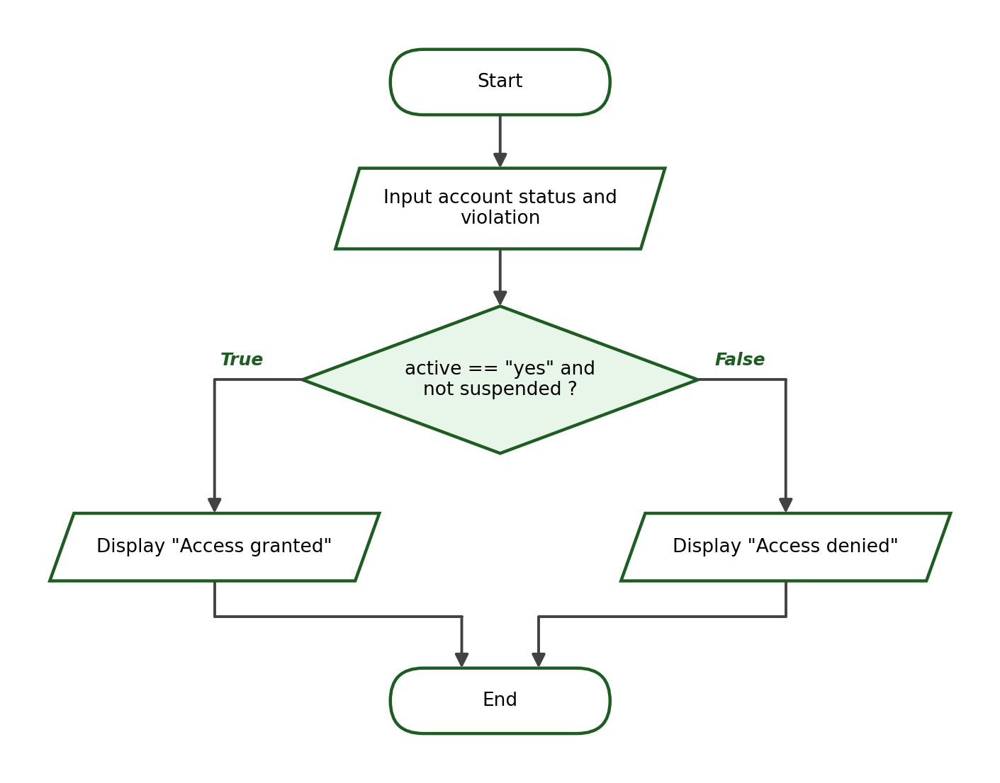 Start
Input account status and
violation
True
False
active == "yes" and
not suspended ?
Display "Access granted"
Display "Access denied"
End